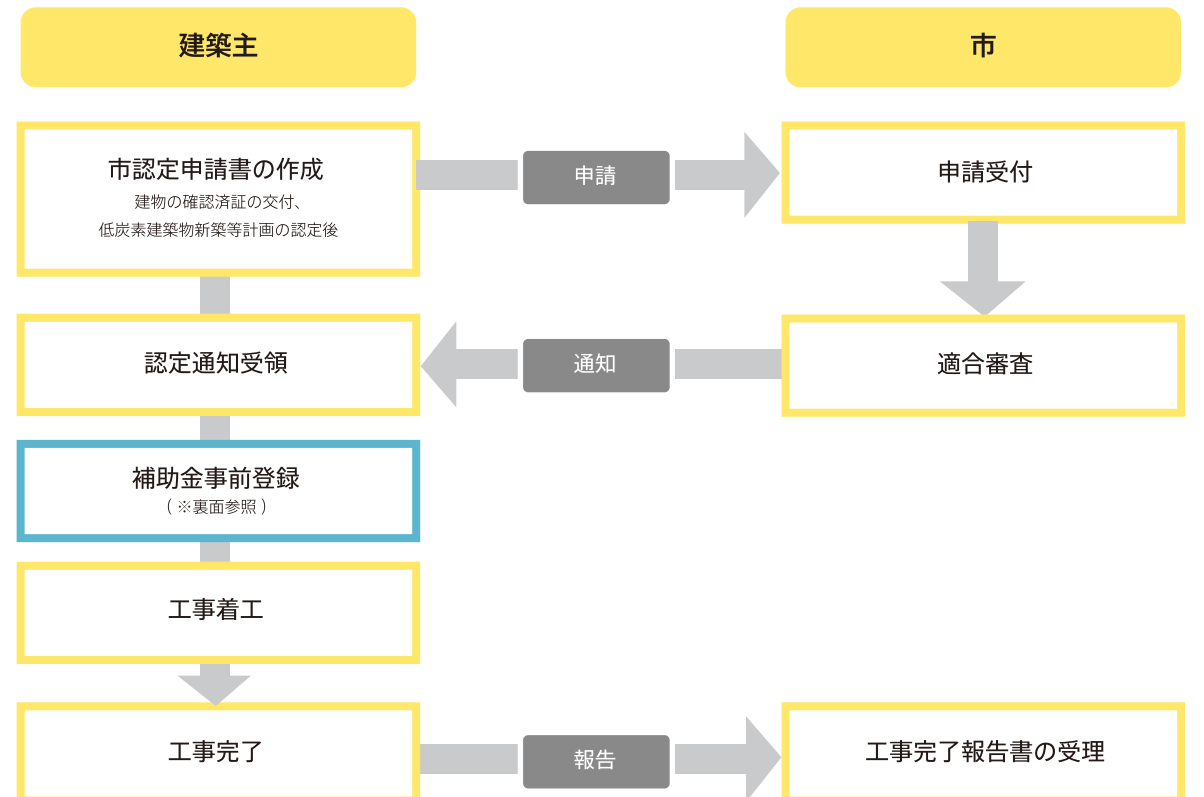 建築主
市
市認定申請書の作成
建物の確認済証の交付、
低炭素建築物新築等計画の認定後
申請
申請受付
認定通知受領
通知
適合審査
補助金事前登録
(※裏面参照)
工事着工
工事完了
報告
工事完了報告書の受理